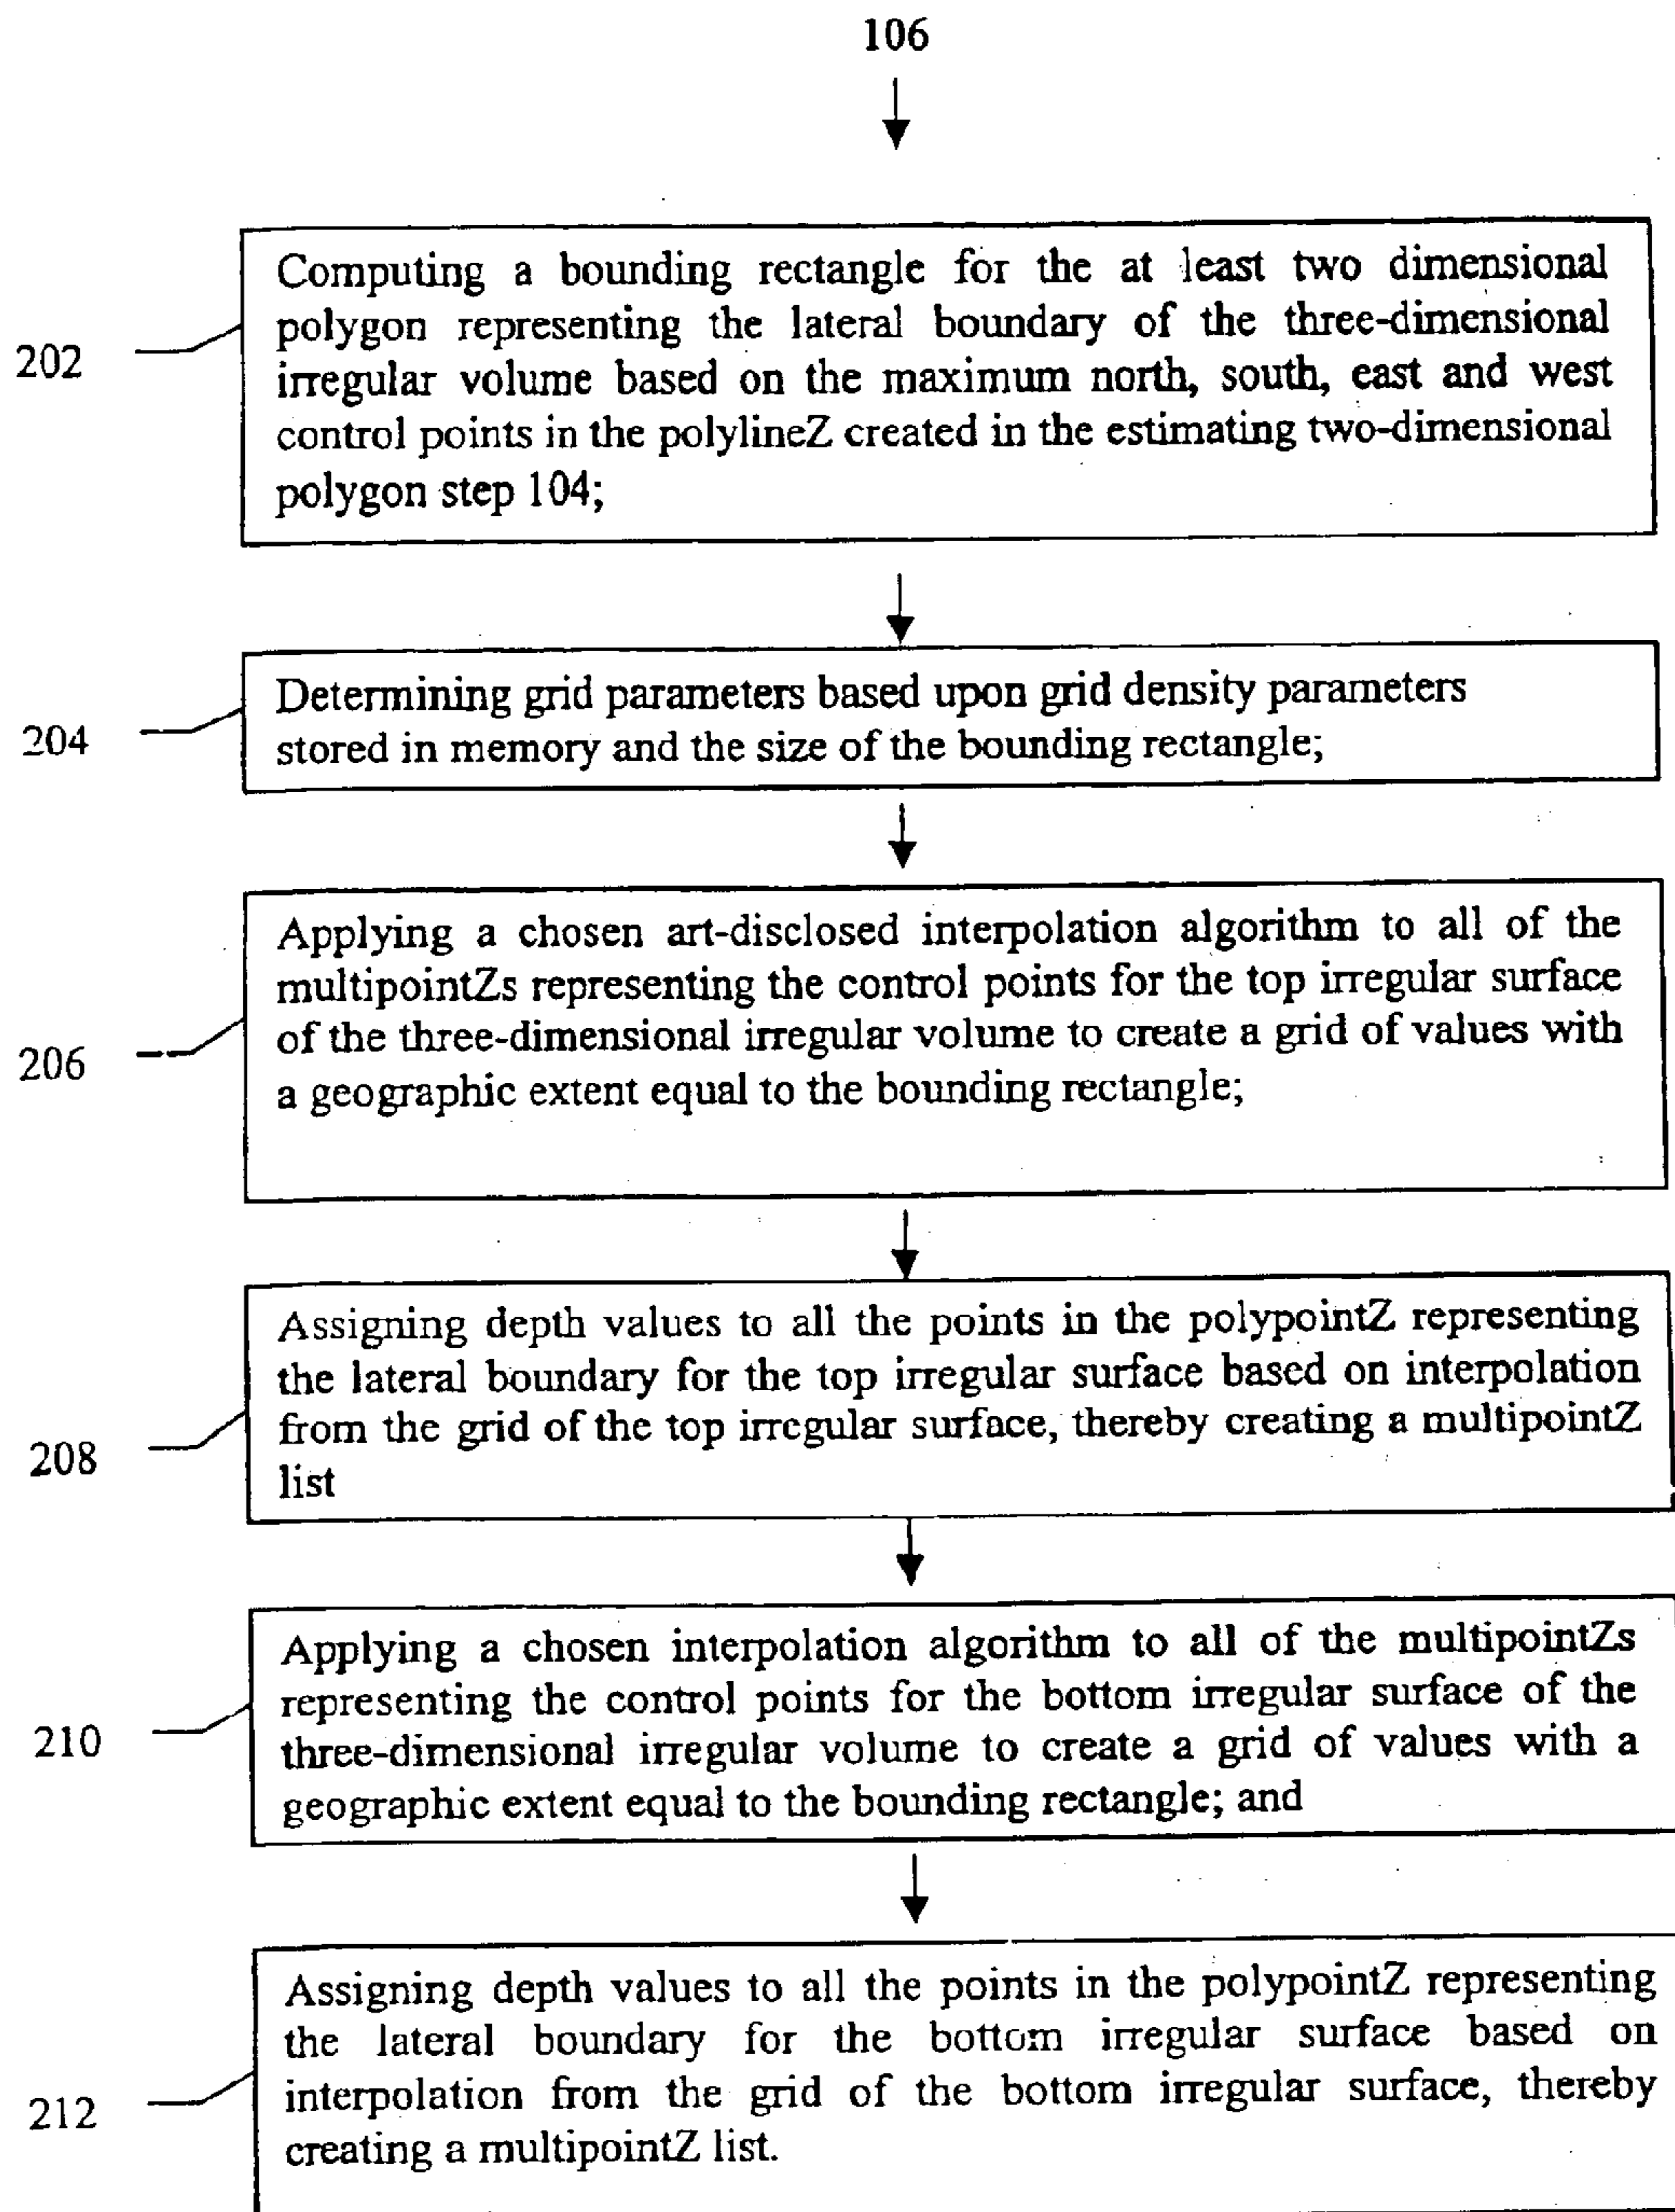 106
Computing a bounding rectangle for the at least two dimensional
polygon representing the lateral boundary of the three-dimensional
irregular volume based on the maximum north, south, east and west
control points in the polylineZ created in the estimating two-dimensional
polygon step 104;
202
Determining grid parameters based upon grid density parameters
stored in memory and the size of the bounding rectangle;
204
Applying a chosen art-disclosed interpolation algorithm to all of the
multipointZs representing the control points for the top irregular surface
of the three-dimensional irregular volume to create a grid of values with
a geographic extent equal to the bounding rectangle;
206
Assigning depth values to all the points in the polypointZ representing
the lateral boundary for the top irregular surface based on interpolation
from the grid of the top irregular surface, thereby creating a multipointZ
list
208
Applying a chosen interpolation algorithm to all of the multipointZs
representing the control points for the bottom irregular surface of the
three-dimensional irregular volume to create a grid of values with a
geographic extent equal to the bounding rectangle; and
210
Assigning depth values to all the points in the polypointZ representing
the lateral boundary for the bottom irregular surface based on
interpolation from the grid of the bottom irregular surface, thereby
creating a multipointZ list.
212